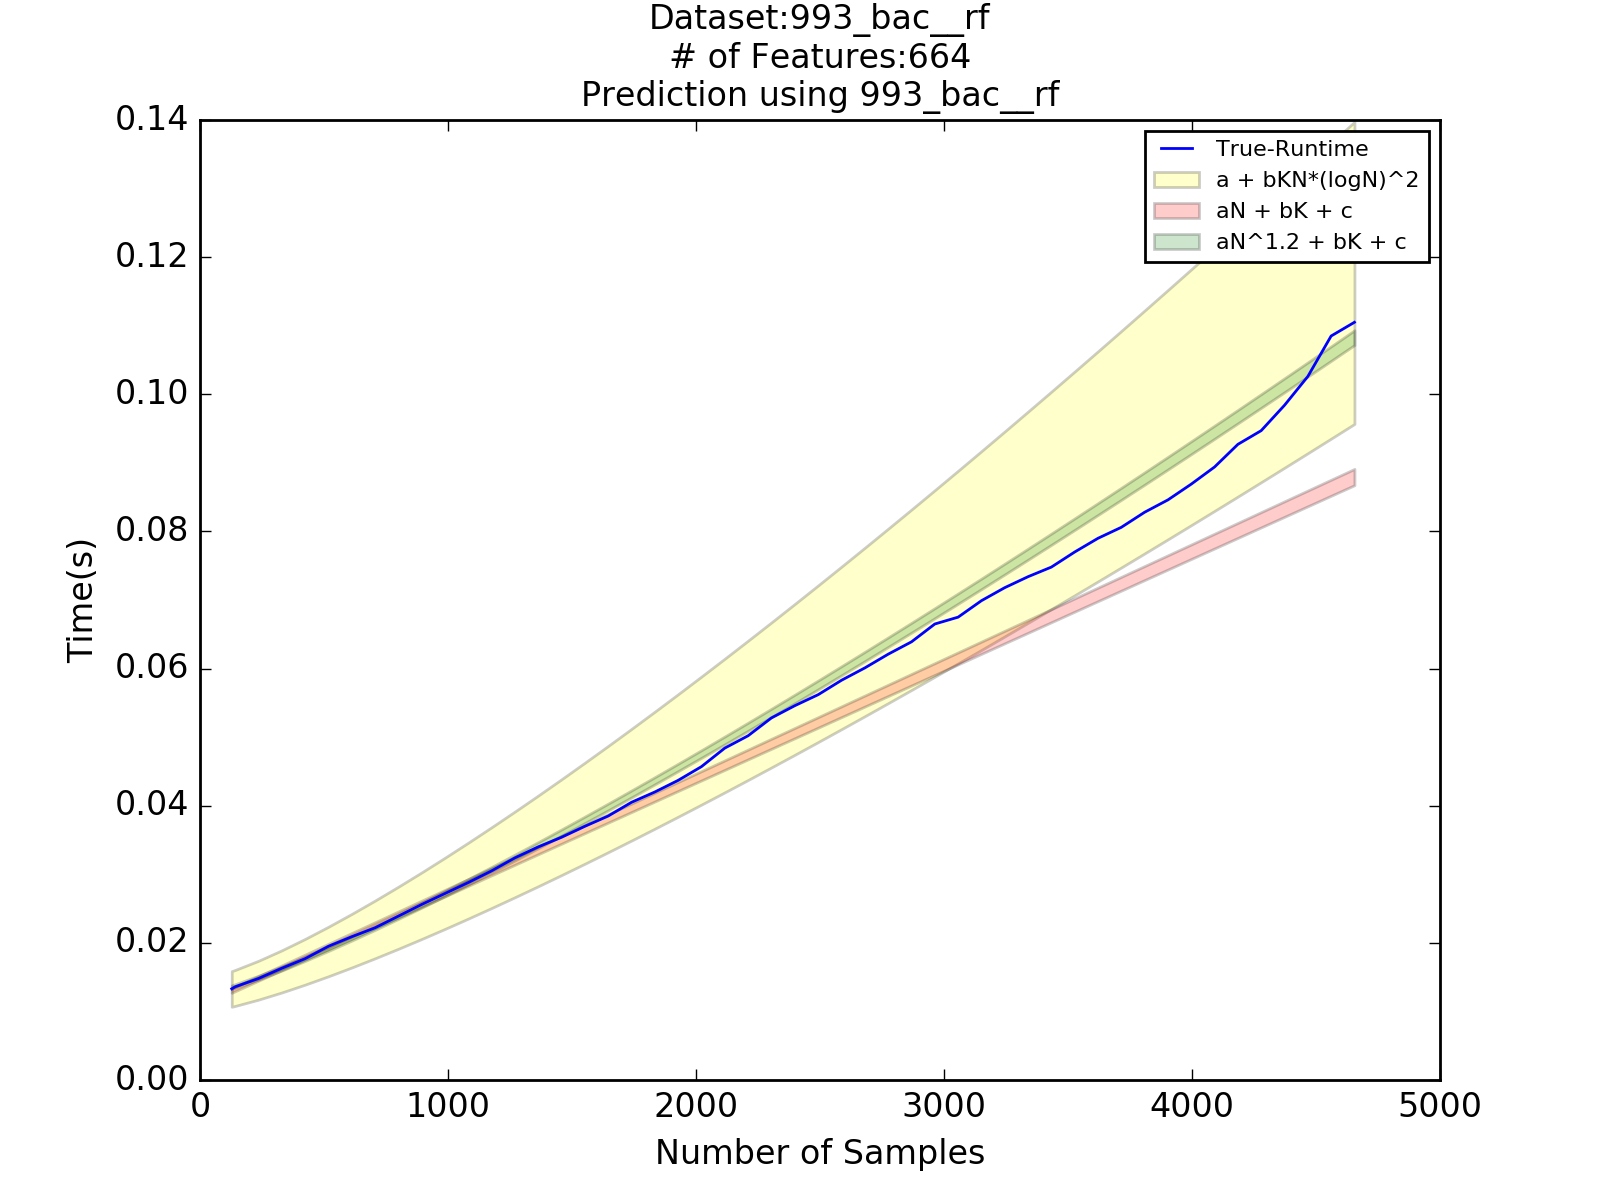 Dataset:993_bac__rf
# of Features:664
Prediction using 993_bac__rf
0.14
0.12
0.10
0.08
0.06
0.04
0.02
0.00
Time(s)
True-Runtime
a + bKN*(logN)^2
aN + bK + c
aN^1.2 + bK + c
0 1000 2000 3000 4000 5000
Number of Samples